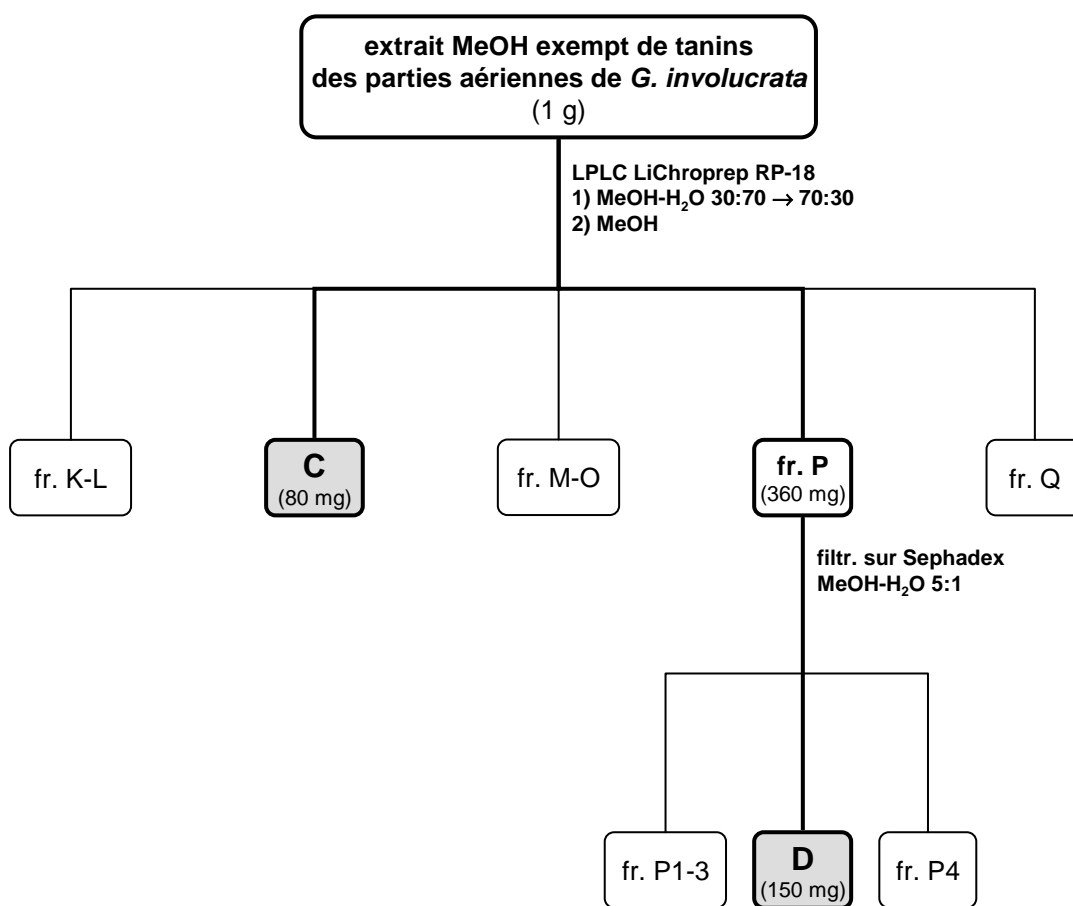 extrait MeOH exempt de tanins
des parties aériennes de G. involucrata
(1 g)
LPLC LiChroprep RP-18
1) MeOH-H₂O 30:70 → 70:30
2) MeOH
fr. K-L
C
(80 mg)
fr. M-O
fr. P
(360 mg)
fr. Q
filtr. sur Sephadex
MeOH-H₂O 5:1
fr. P1-3
D
(150 mg)
fr. P4